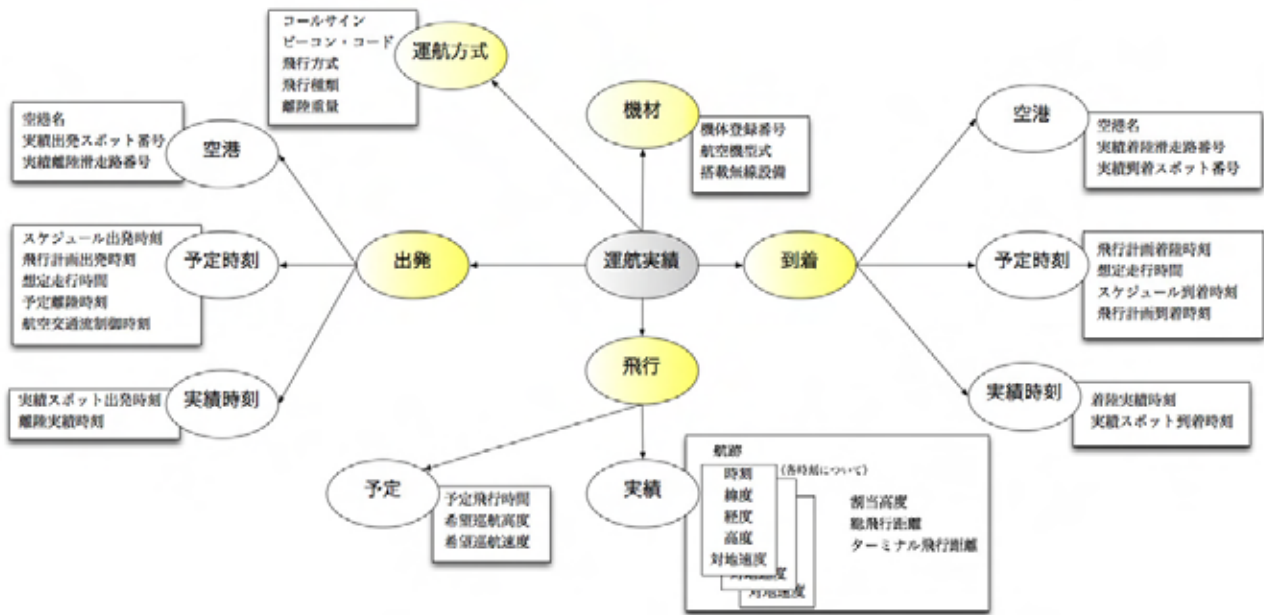 コールサイン
ビーコン・コード
飛行方式
飛行種類
離陸重量
運航方式
機材
機体登録番号
航空機型式
搭載無線設備
空港
空港名
実績着陸滑走路番号
実績到着スポット番号
空港名
実績出発スポット番号
実績離陸滑走路番号
空港
スケジュール出発時刻
飛行計画出発時刻
想定走行時間
予定離陸時刻
航空交通流制御時刻
予定時刻
出発
運航実績
到着
予定時刻
飛行計画着陸時刻
想定走行時間
スケジュール到着時刻
飛行計画到着時刻
飛行
実績スポット出発時刻
離陸実績時刻
実績時刻
実績時刻
着陸実績時刻
実績スポット到着時刻
予定
予定飛行時間
希望巡航高度
希望巡航速度
実績
航跡
(各時刻について)
時刻
緯度
経度
高度
対地速度
対地速度
対地速度
割当高度
総飛行距離
ターミナル飛行距離